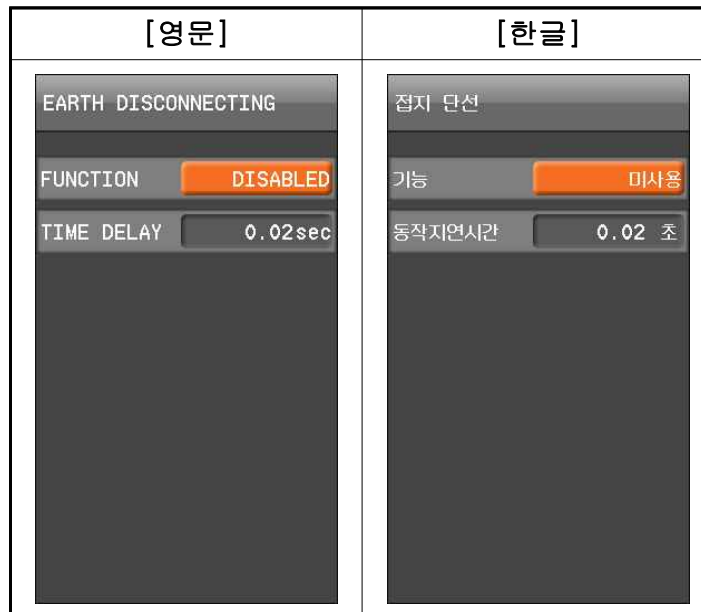 [영문] [한글]
EARTH DISCONNECTING
FUNCTION DISABLED
TIME DELAY 0.02sec
접지 단선
기능 미사용
동작지연시간 0.02 초